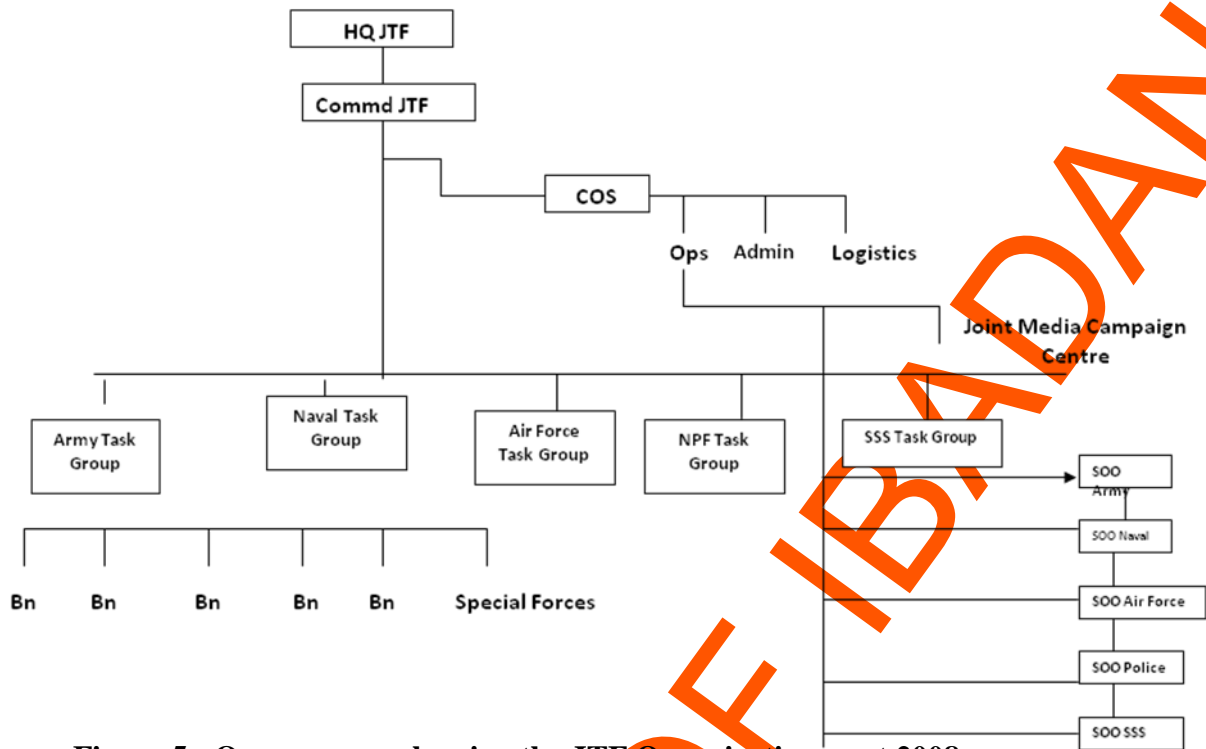 HQ JTF
Commd JTF
COS
Ops
Admin
Logistics
Joint Media Campaign
Centre
Army Task
Group
Naval Task
Group
Air Force
Task Group
NPF Task
Group
SSS Task Group
SOO
Army
SOO Naval
SOO Air Force
SOO Police
SOO SSS
Bn
Bn
Bn
Bn
Bn
Special Forces
OF IBADAN